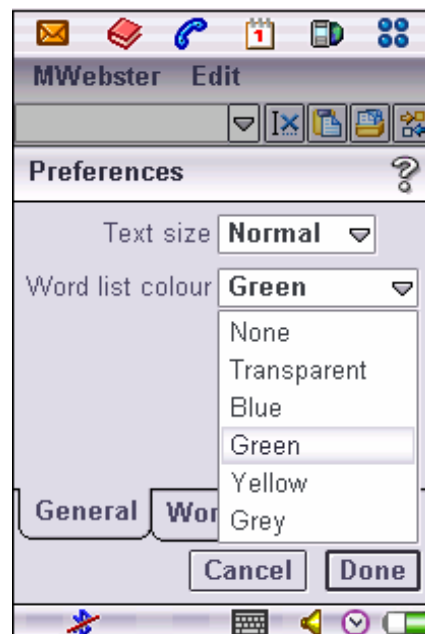 1
MWebster Edit
Preferences
Text size Normal
Word list colour Green
None
Transparent
Blue
Green
Yellow
General
Grey
Cancel Done